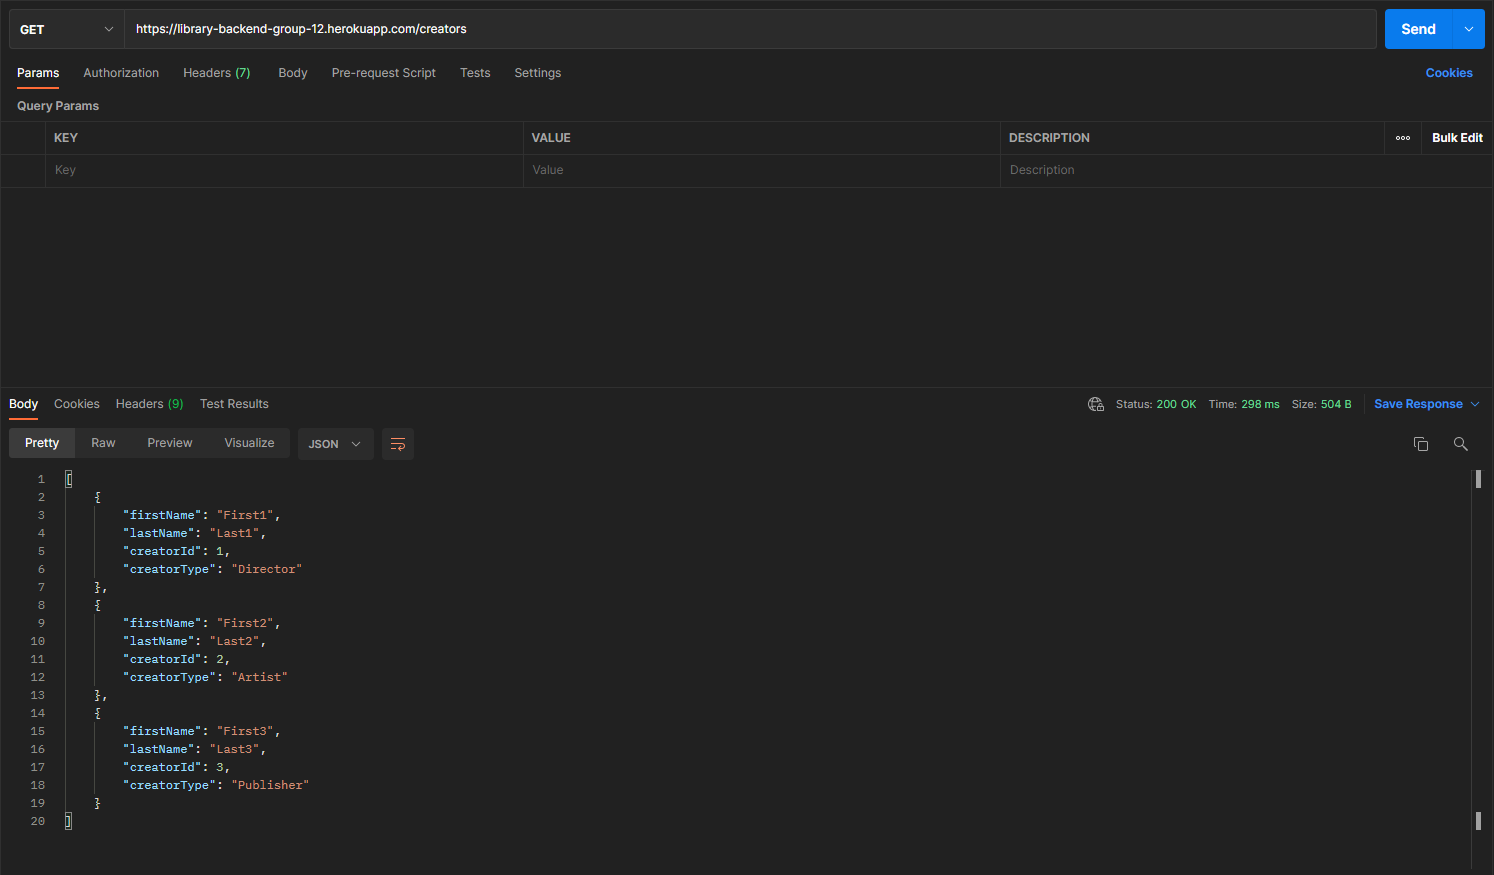 GET https://library-backend-group-12.herokuapp.com/creators Send
Params Authorization Headers (7) Body Pre-request Script Tests Settings Cookies
Query Params
KEY VALUE DESCRIPTION Bulk Edit
Key Value Description
Body Cookies Headers (9) Test Results Status: 200 OK Time: 298 ms Size: 504 B Save Response
Pretty Raw Preview Visualize JSON
1 [
2 {
3 "firstName": "First1",
4 "lastName": "Last1",
5 "creatorId": 1,
6 "creatorType": "Director"
7 },
8 {
9 "firstName": "First2",
10 "lastName": "Last2",
11 "creatorId": 2,
12 "creatorType": "Artist"
13 },
14 {
15 "firstName": "First3",
16 "lastName": "Last3",
17 "creatorId": 3,
18 "creatorType": "Publisher"
19 }
20 ]